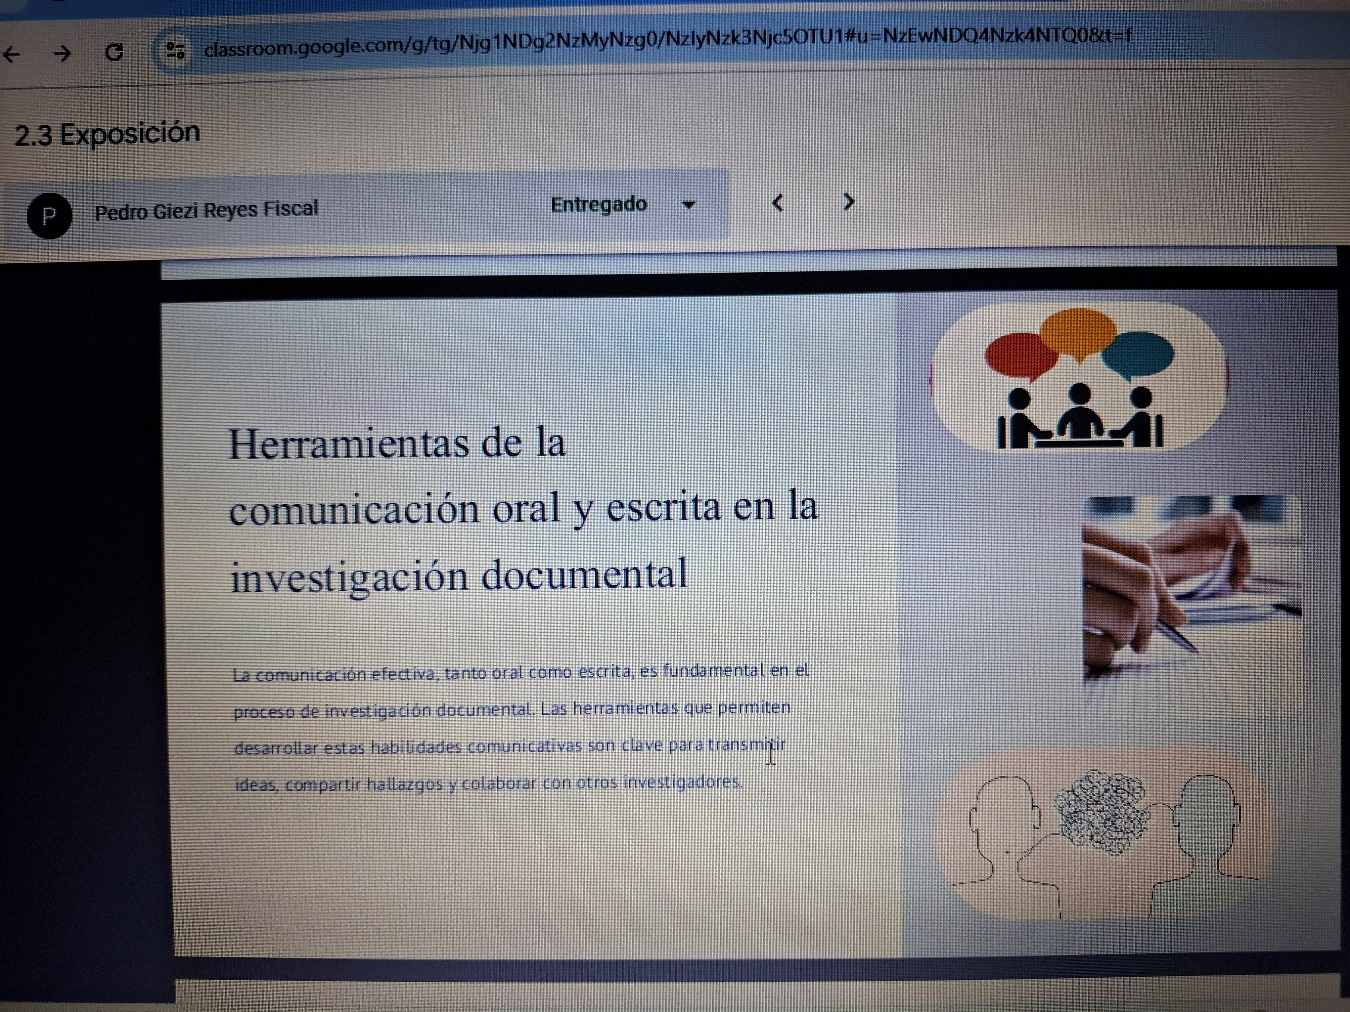 classroom.google.com/g/tg/Njg1NDg2NzMyNzg0/NzIyNzk3Njc5OTU1#u=NzEwNDQ4Nzk4NTQ0&t=f
2.3 Exposición
P Pedro Giezi Reyes Fiscal Entregado
Herramientas de la
comunicación oral y escrita en la
investigación documental
La comunicación efectiva, tanto oral como escrita, es fundamental en el
proceso de investigación documental. Las herramientas que permiten
desarrollar estas habilidades comunicativas son clave para transmitir
ideas, compartir hallazgos y colaborar con otros investigadores.